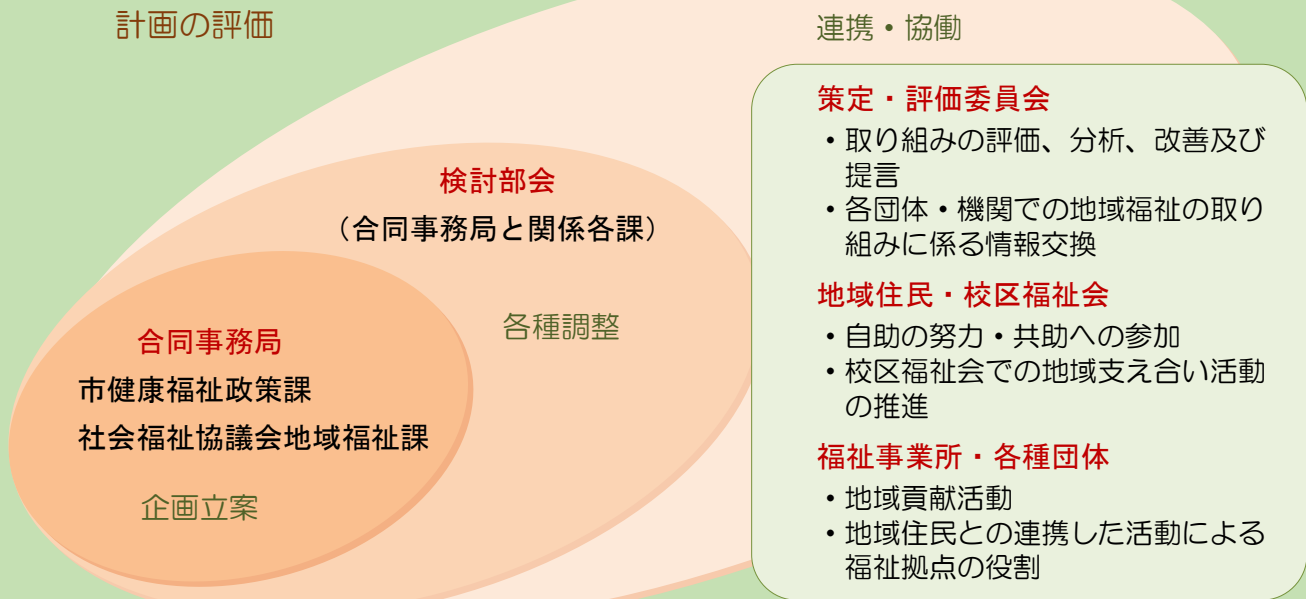 計画の評価
連携・協働
検討部会
（合同事務局と関係各課）
各種調整
合同事務局
市健康福祉政策課
社会福祉協議会地域福祉課
企画立案
策定・評価委員会
・取り組みの評価、分析、改善及び
提言
・各団体・機関での地域福祉の取り
組みに係る情報交換
地域住民・校区福祉会
・自助の努力・共助への参加
・校区福祉会での地域支え合い活動
の推進
福祉事業所・各種団体
・地域貢献活動
・地域住民との連携した活動による
福祉拠点の役割